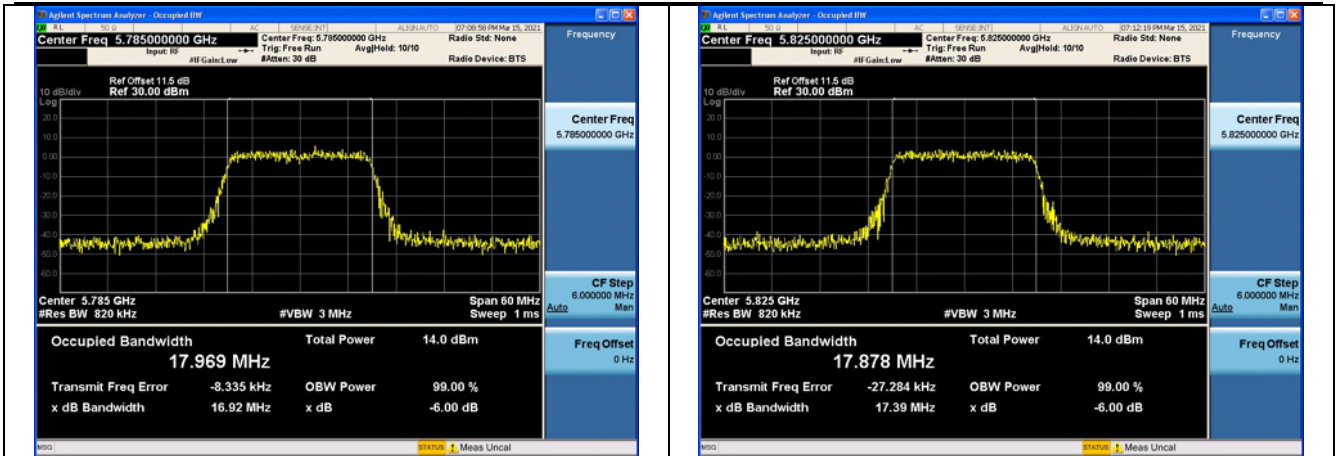 Agilent Spectrum Analyzer - Occupied BW
RL 50 Ω AC SENSE:INT ALIGN AUTO 07:08:58 PM Mar 15, 2021
Center Freq 5.785000000 GHz
Center Freq: 5.785000000 GHz Radio Std: None
Input: RF Trig: Free Run Avg|Hold: 10/10
#IFGain:Low #Atten: 30 dB Radio Device: BTS
Frequency
Ref Offset 11.5 dB
10 dB/div Ref 30.00 dBm
Log
20.0
10.0
0.00
-10.0
-20.0
-30.0
-40.0
-50.0
-60.0
Center 5.785 GHz Span 60 MHz
#Res BW 820 kHz #VBW 3 MHz Sweep 1 ms
Center Freq
5.785000000 GHz
CF Step
6.000000 MHz
Auto Man
Freq Offset
0 Hz
Occupied Bandwidth Total Power 14.0 dBm
17.969 MHz
Transmit Freq Error -8.335 kHz OBW Power 99.00 %
x dB Bandwidth 16.92 MHz x dB -6.00 dB
MSG STATUS Meas Uncal
Agilent Spectrum Analyzer - Occupied BW
RL 50 Ω AC SENSE:INT ALIGN AUTO 07:12:19 PM Mar 15, 2021
Center Freq 5.825000000 GHz
Center Freq: 5.825000000 GHz Radio Std: None
Input: RF Trig: Free Run Avg|Hold: 10/10
#IFGain:Low #Atten: 30 dB Radio Device: BTS
Frequency
Ref Offset 11.5 dB
10 dB/div Ref 30.00 dBm
Log
20.0
10.0
0.00
-10.0
-20.0
-30.0
-40.0
-50.0
-60.0
Center 5.825 GHz Span 60 MHz
#Res BW 820 kHz #VBW 3 MHz Sweep 1 ms
Center Freq
5.825000000 GHz
CF Step
6.000000 MHz
Auto Man
Freq Offset
0 Hz
Occupied Bandwidth Total Power 14.0 dBm
17.878 MHz
Transmit Freq Error -27.284 kHz OBW Power 99.00 %
x dB Bandwidth 17.39 MHz x dB -6.00 dB
MSG STATUS Meas Uncal